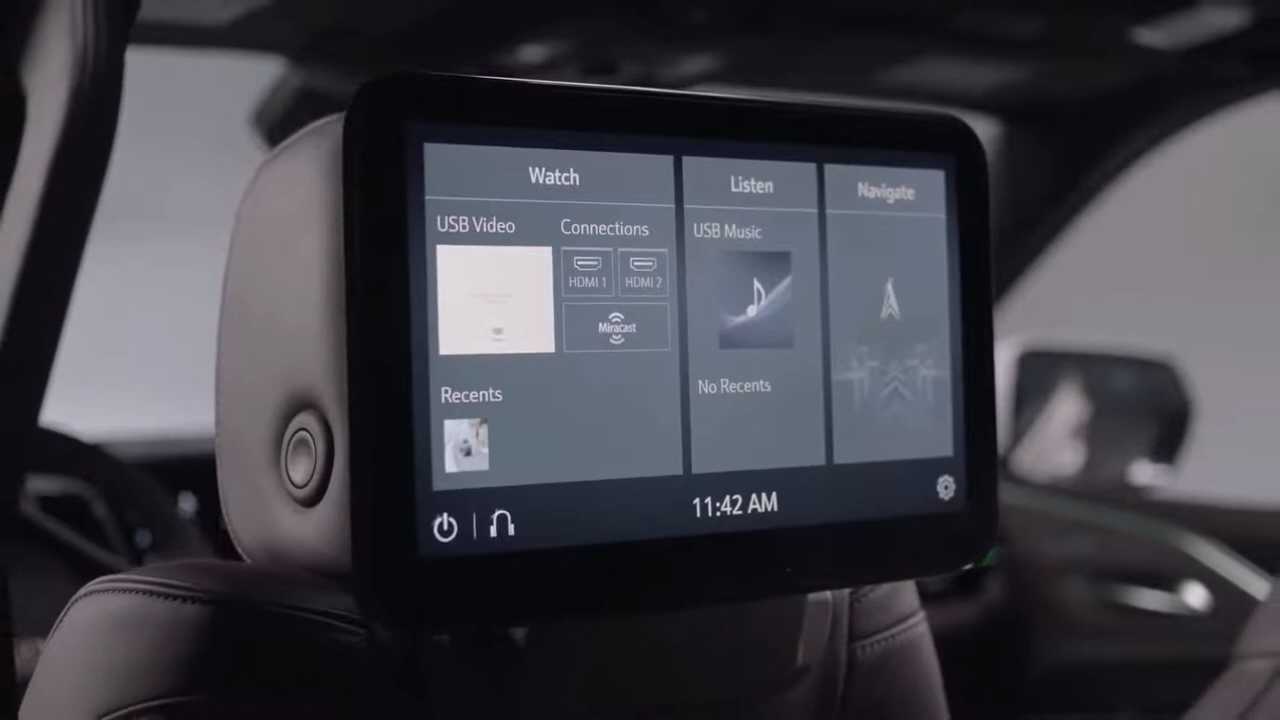 Watch
USB Video
Connections
HDMI 1
HDMI 2
Miracast
Recents
Listen
USB Music
No Recents
Navigate
11:42 AM